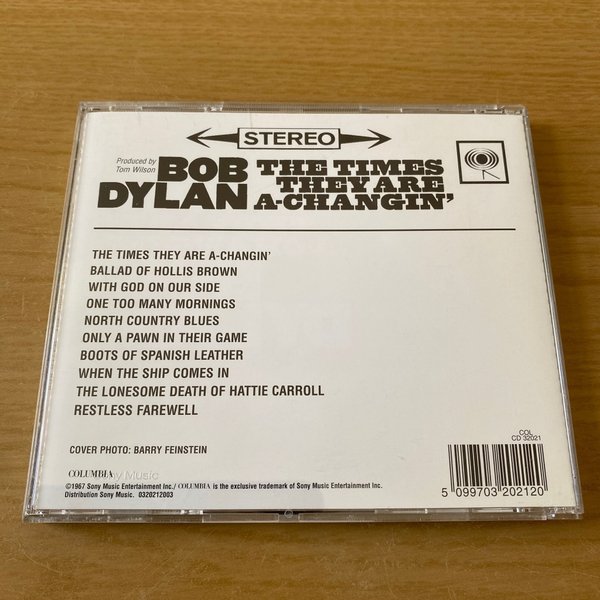 STEREO
Produced by
Tom Wilson
BOB
DYLAN
THE TIMES
THEY ARE
A-CHANGIN'
THE TIMES THEY ARE A-CHANGIN'
BALLAD OF HOLLIS BROWN
WITH GOD ON OUR SIDE
ONE TOO MANY MORNINGS
NORTH COUNTRY BLUES
ONLY A PAWN IN THEIR GAME
BOOTS OF SPANISH LEATHER
WHEN THE SHIP COMES IN
THE LONESOME DEATH OF HATTIE CARROLL
RESTLESS FAREWELL
COVER PHOTO: BARRY FEINSTEIN
COL
CD 32021
COLUMBIA
©1967 Sony Music Entertainment Inc./ COLUMBIA is the exclusive trademark of Sony Music Entertainment Inc.
Distribution Sony Music. 0320212003
5 099703 202120